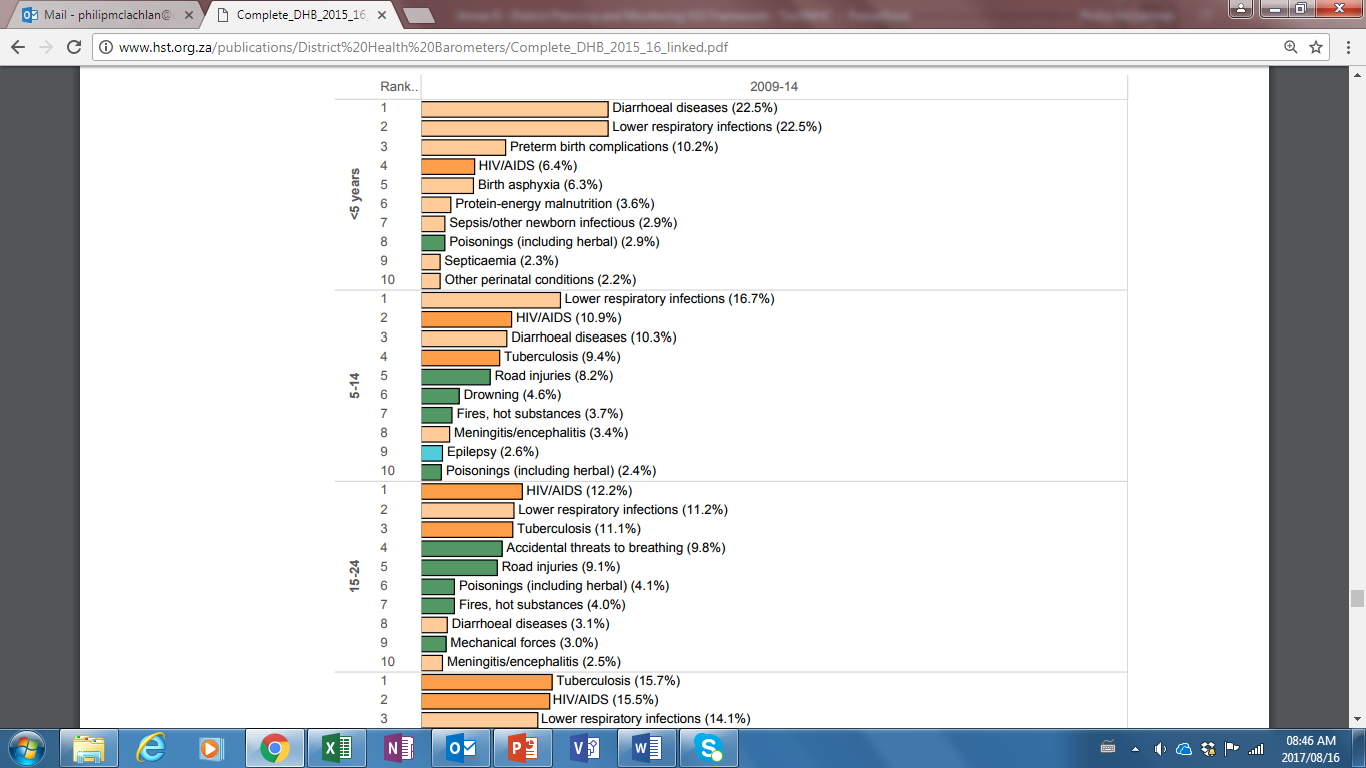 Mail - philipmclachlan@
Complete_DHB_2015_16_
www.hst.org.za/publications/District%20Health%20Barometers/Complete_DHB_2015_16_linked.pdf
Rank.. 2009-14
<5 years
1 Diarrhoeal diseases (22.5%)
2 Lower respiratory infections (22.5%)
3 Preterm birth complications (10.2%)
4 HIV/AIDS (6.4%)
5 Birth asphyxia (6.3%)
6 Protein-energy malnutrition (3.6%)
7 Sepsis/other newborn infectious (2.9%)
8 Poisonings (including herbal) (2.9%)
9 Septicaemia (2.3%)
10 Other perinatal conditions (2.2%)
5-14
1 Lower respiratory infections (16.7%)
2 HIV/AIDS (10.9%)
3 Diarrhoeal diseases (10.3%)
4 Tuberculosis (9.4%)
5 Road injuries (8.2%)
6 Drowning (4.6%)
7 Fires, hot substances (3.7%)
8 Meningitis/encephalitis (3.4%)
9 Epilepsy (2.6%)
10 Poisonings (including herbal) (2.4%)
15-24
1 HIV/AIDS (12.2%)
2 Lower respiratory infections (11.2%)
3 Tuberculosis (11.1%)
4 Accidental threats to breathing (9.8%)
5 Road injuries (9.1%)
6 Poisonings (including herbal) (4.1%)
7 Fires, hot substances (4.0%)
8 Diarrhoeal diseases (3.1%)
9 Mechanical forces (3.0%)
10 Meningitis/encephalitis (2.5%)
1 Tuberculosis (15.7%)
2 HIV/AIDS (15.5%)
3 Lower respiratory infections (14.1%)
08:46 AM
2017/08/16